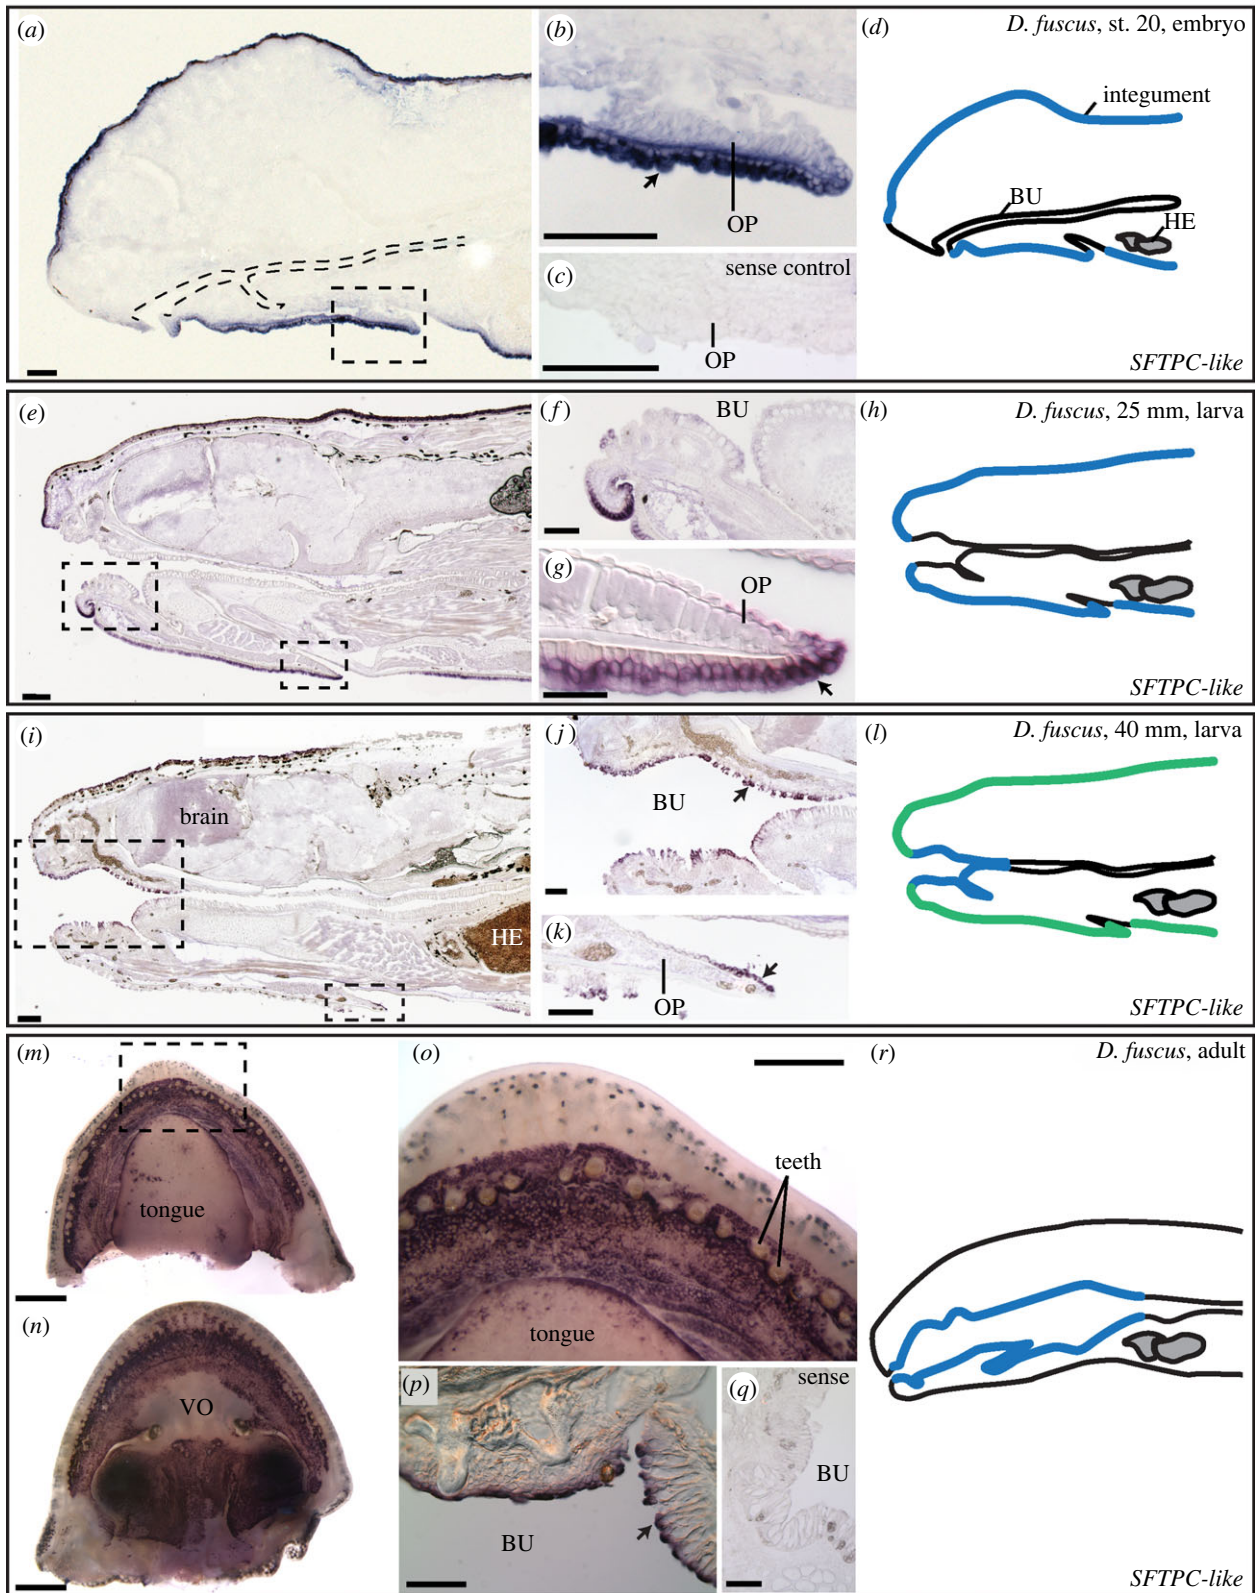 (a)
(b)
OP
(c)
sense control
OP
(d)
D. fuscus, st. 20, embryo
integument
BU
HE
SFTPC-like
(e)
(f)
BU
(g)
OP
(h)
D. fuscus, 25 mm, larva
SFTPC-like
(i)
brain
HE
(j)
BU
(k)
OP
(l)
D. fuscus, 40 mm, larva
SFTPC-like
(m)
tongue
(n)
VO
(o)
teeth
tongue
(p)
BU
(q)
sense
BU
(r)
D. fuscus, adult
SFTPC-like